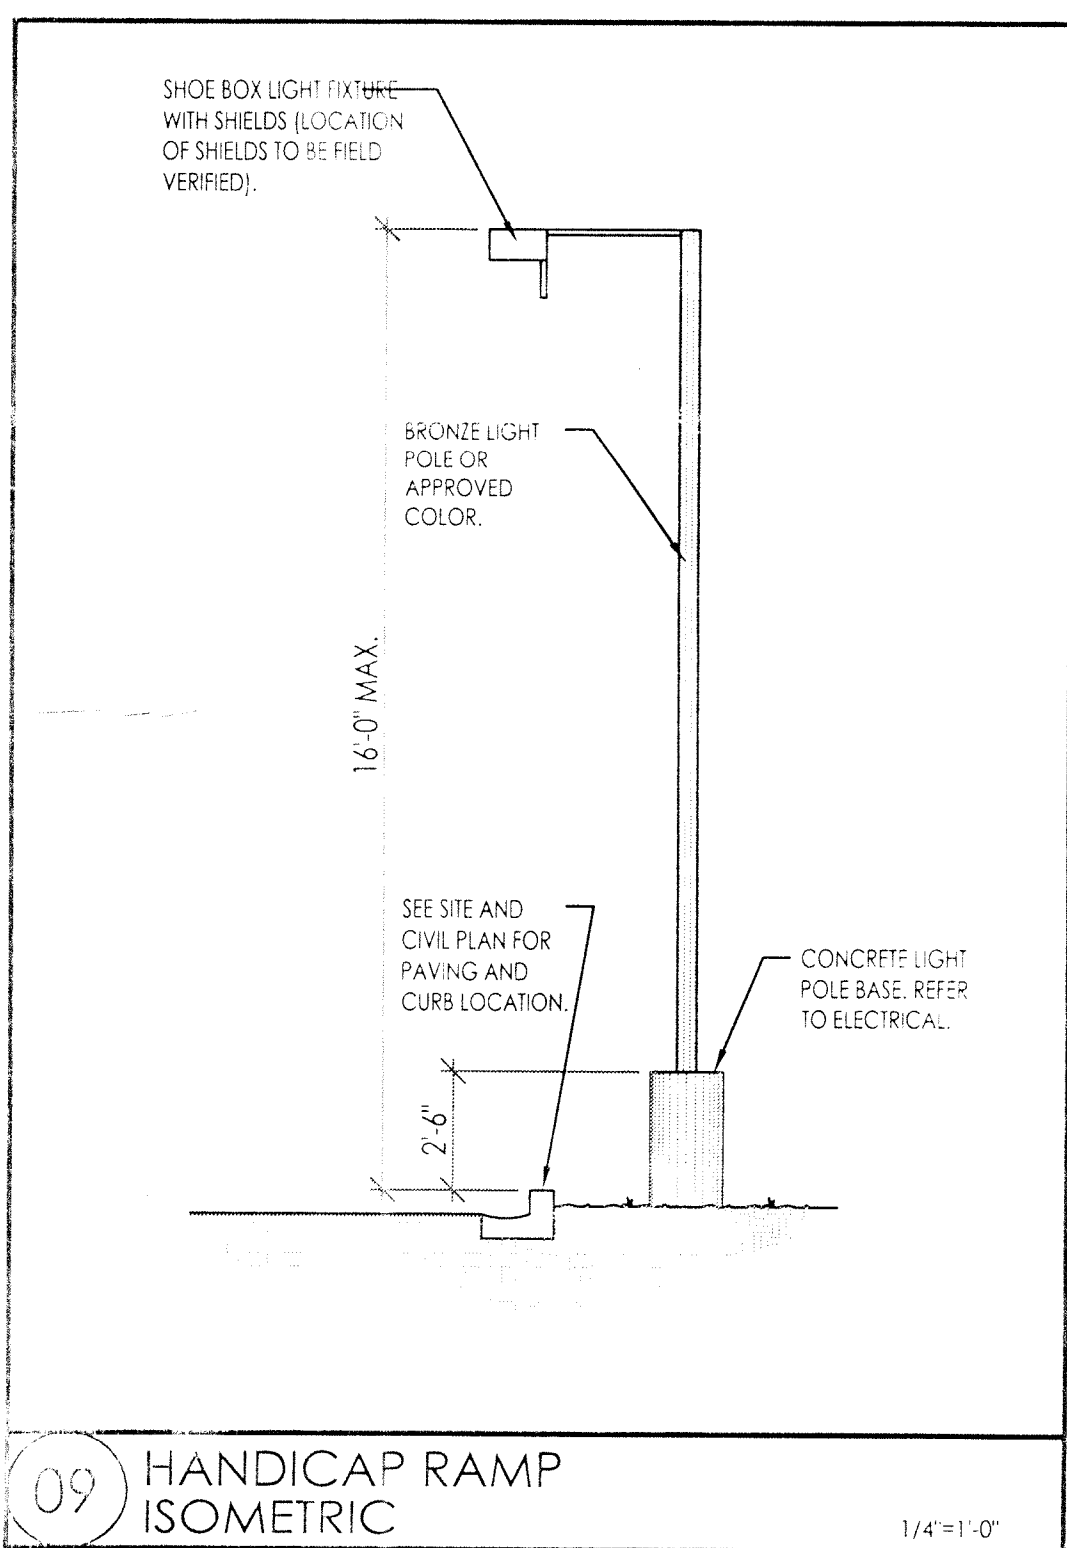 SHOE BOX LIGHT FIXTURE
WITH SHIELDS (LOCATION
OF SHIELDS TO BE FIELD
VERIFIED).
BRONZE LIGHT
POLE OR
APPROVED
COLOR.
16'-0" MAX.
SEE SITE AND
CIVIL PLAN FOR
PAVING AND
CURB LOCATION.
CONCRETE LIGHT
POLE BASE. REFER
TO ELECTRICAL.
2'-6"
09
HANDICAP RAMP
ISOMETRIC
1/4"=1'-0"